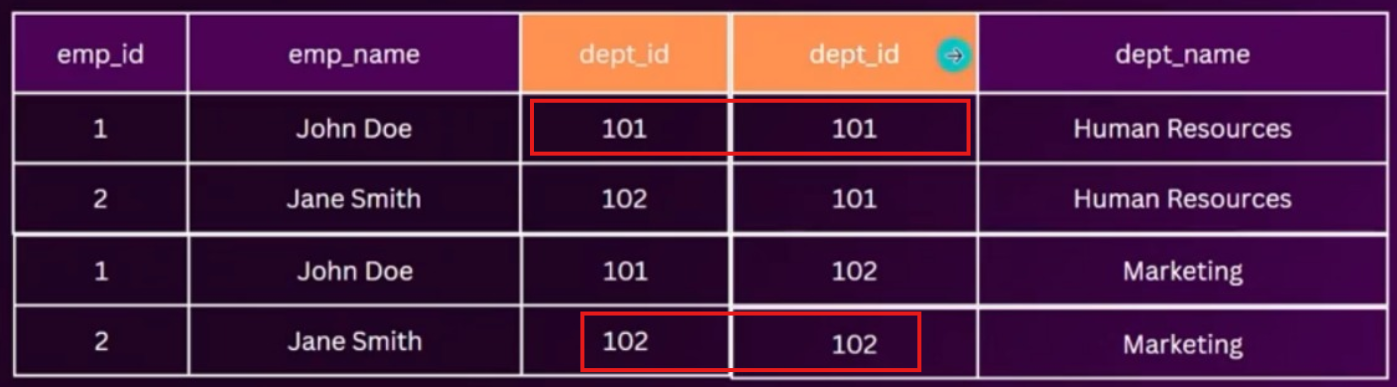 emp_id emp_name dept_id dept_id dept_name
1 John Doe 101 101 Human Resources
2 Jane Smith 102 101 Human Resources
1 John Doe 101 102 Marketing
2 Jane Smith 102 102 Marketing